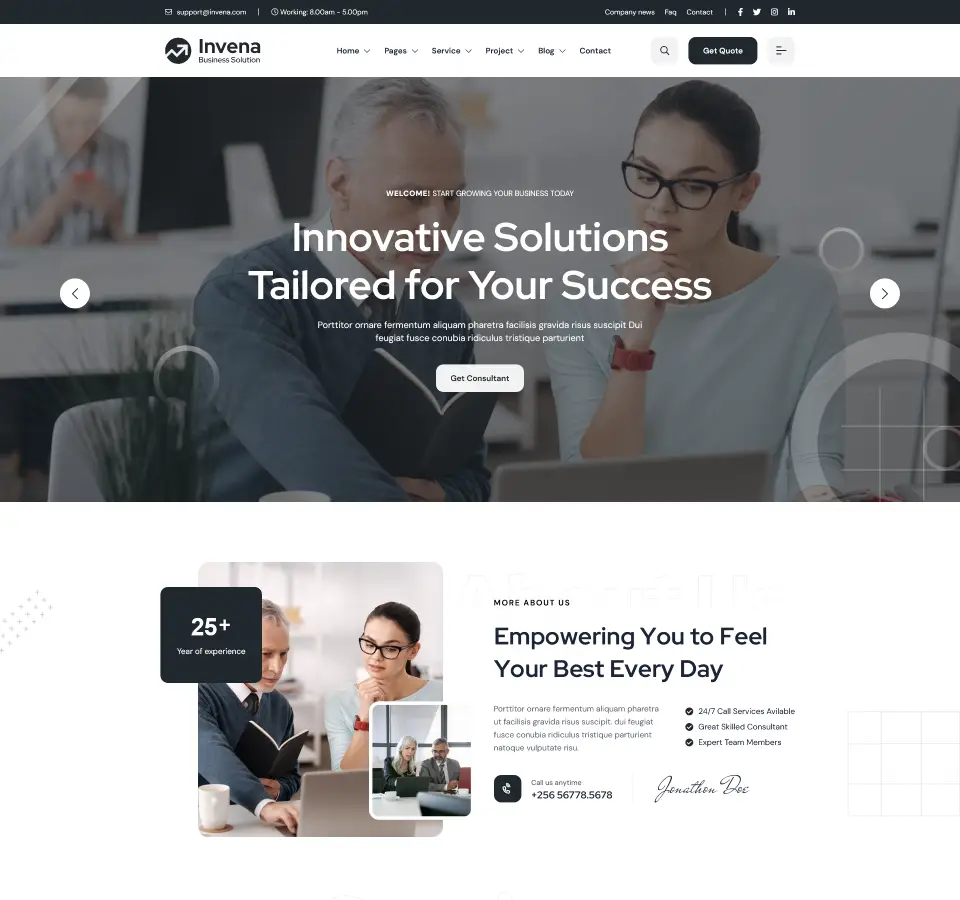 support@invena.com | Working: 8.00am - 5.00pm
Company news Faq Contact |
Invena
Business Solution
Home Pages Service Project Blog Contact
Get Quote
WELCOME! START GROWING YOUR BUSINESS TODAY
Innovative Solutions
Tailored for Your Success
Porttitor ornare fermentum aliquam pharetra facilisis gravida risus suscipit Dui
feugiat fusce conubia ridiculus tristique parturient
Get Consultant
25+
Year of experience
About Us
MORE ABOUT US
Empowering You to Feel
Your Best Every Day
Porttitor ornare fermentum aliquam pharetra
ut facilisis gravida risus suscipit. dui feugiat
fusce conubia ridiculus tristique parturient
natoque vulputate risu.
24/7 Call Services Avilable
Great Skilled Consultant
Expert Team Members
Call us anytime
+256 56778.5678
Jonathon Doe